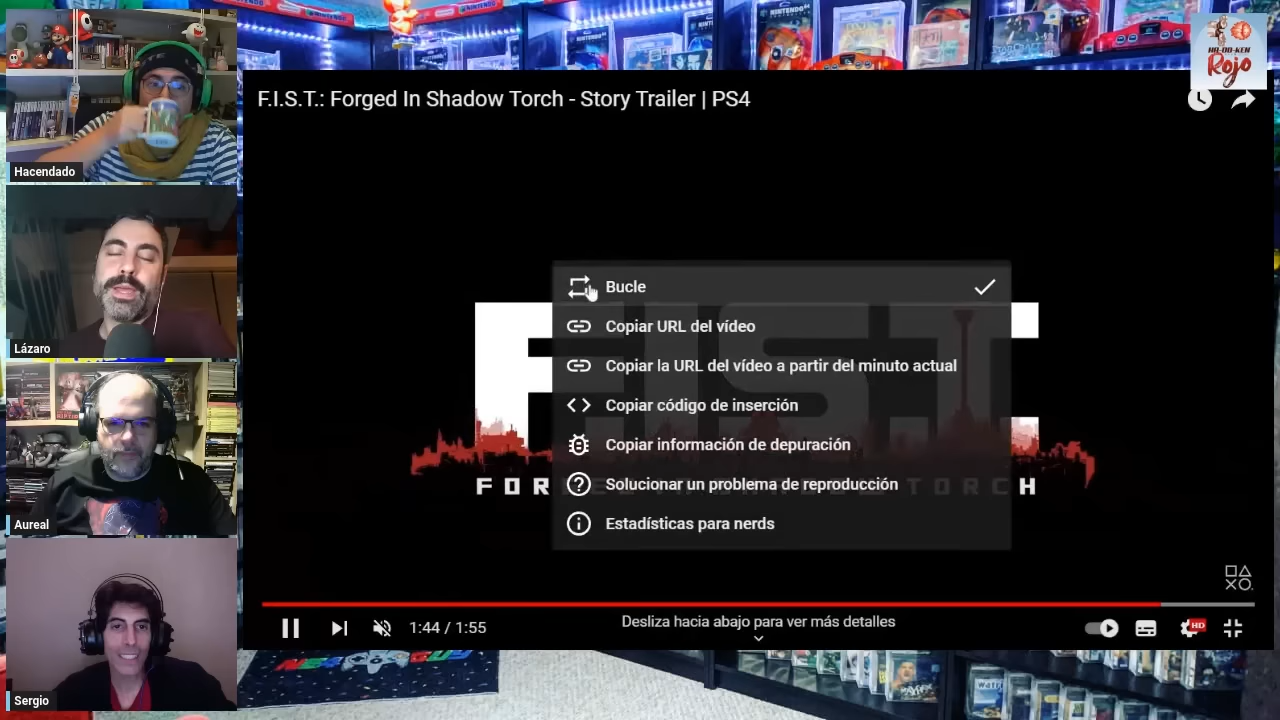 HA-DO-KEN
Rojo
F.I.S.T.: Forged In Shadow Torch - Story Trailer | PS4
Hacendado
Lázaro
Aureal
Sergio
Bucle
Copiar URL del vídeo
Copiar la URL del vídeo a partir del minuto actual
Copiar código de inserción
Copiar información de depuración
Solucionar un problema de reproducción
Estadísticas para nerds
1:44 / 1:55
Desliza hacia abajo para ver más detalles
HD
NINTENDO